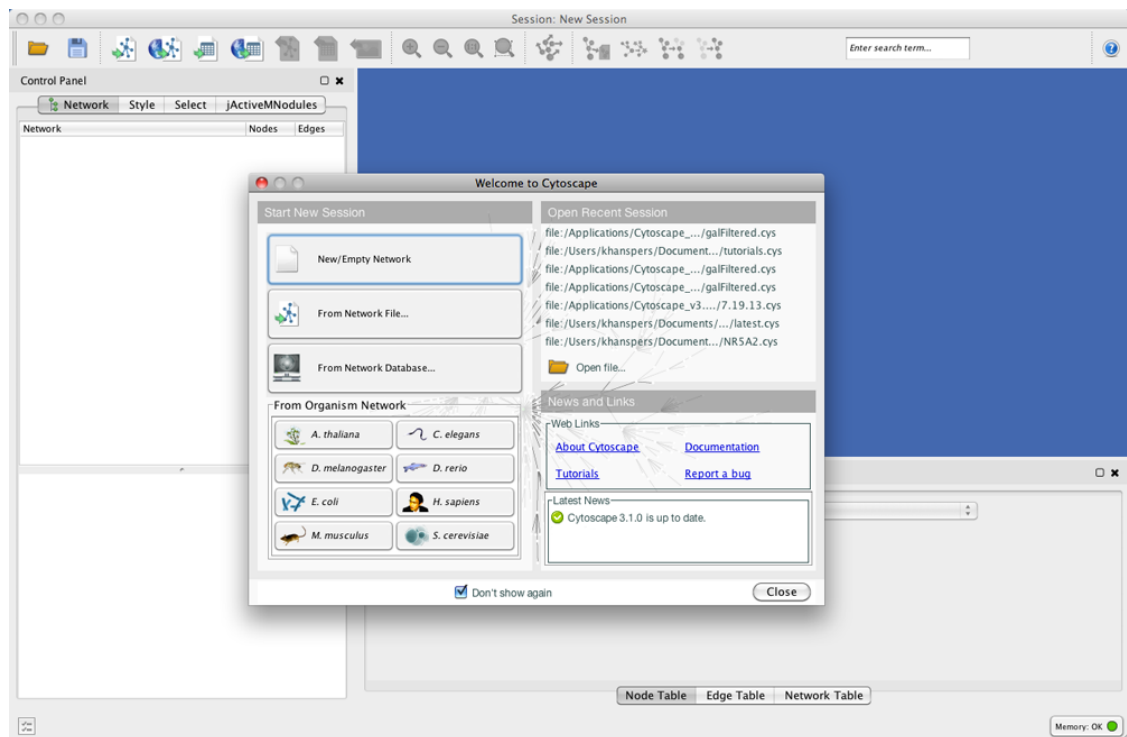 Session: New Session
Enter search term...
Control Panel
Network Style Select jActiveMNodules
Network Nodes Edges
Welcome to Cytoscape
Start New Session
New/Empty Network
From Network File...
From Network Database...
From Organism Network
A. thaliana C. elegans
D. melanogaster D. rerio
E. coli H. sapiens
M. musculus S. cerevisiae
Open Recent Session
file:/Applications/Cytoscape_.../galFiltered.cys
file:/Users/khanspers/Document.../tutorials.cys
file:/Applications/Cytoscape_.../galFiltered.cys
file:/Applications/Cytoscape_.../galFiltered.cys
file:/Applications/Cytoscape_v3..../7.19.13.cys
file:/Users/khanspers/Documents/.../latest.cys
file:/Users/khanspers/Document.../NR5A2.cys
Open file...
News and Links
Web Links
About Cytoscape Documentation
Tutorials Report a bug
Latest News
Cytoscape 3.1.0 is up to date.
Don't show again
Close
Node Table Edge Table Network Table
Memory: OK